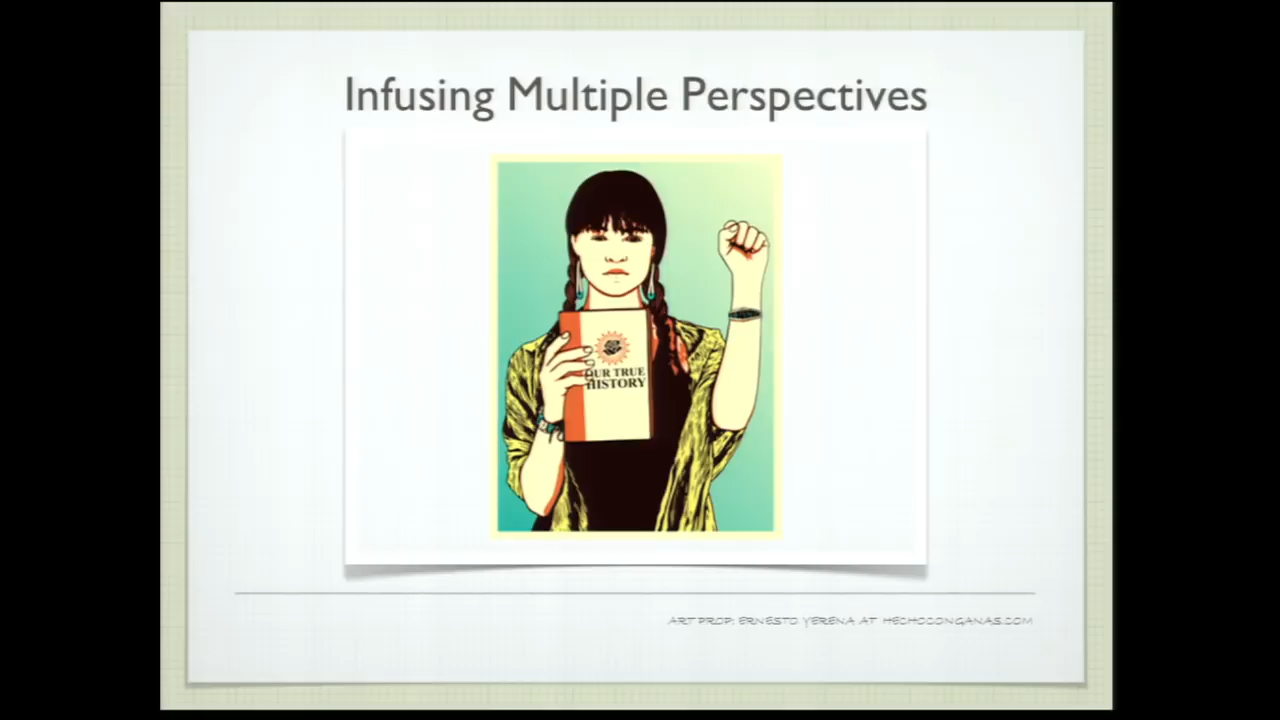 Infusing Multiple Perspectives
OUR TRUE
HISTORY
ART PROP: ERNESTO YERENA AT HECHOCONGANAS.COM